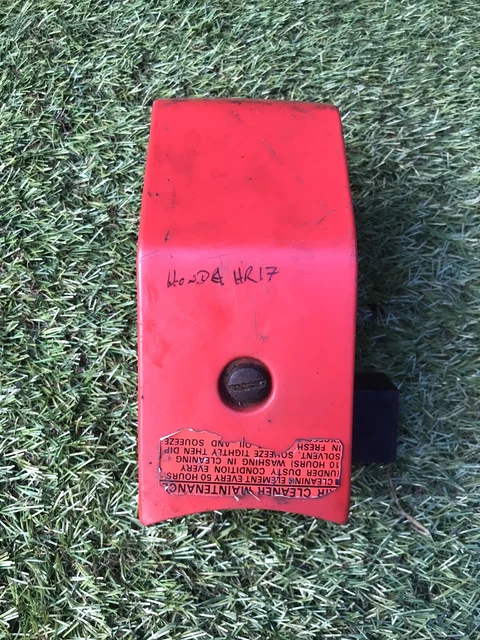 HONDA HR17
AIR CLEANER MAINTENANC
CLEANING ELEMENT EVERY 50 HOURS
(UNDER DUSTY CONDITION EVERY
10 HOURS) WASHING IN CLEANING
SOLVENT, SQUEEZE TIGHTLY THEN DIP
IN FRESH OIL AND SQUEEZE